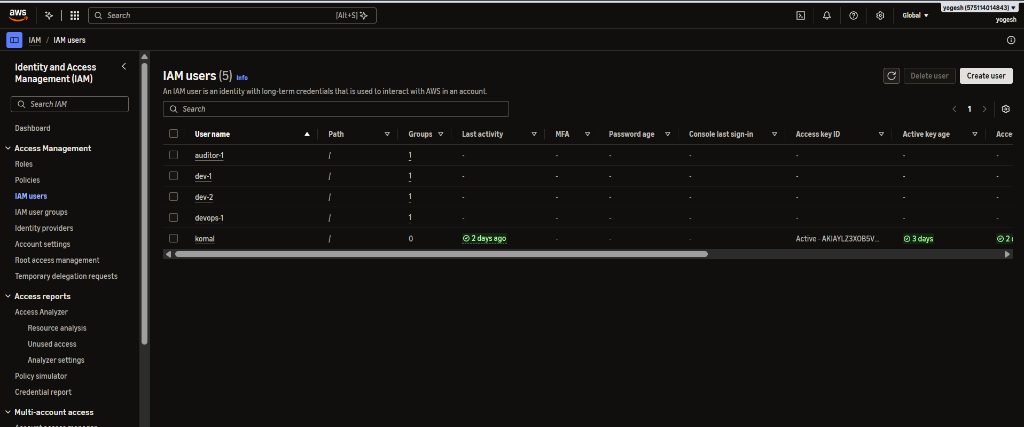 aws
Search
[Alt+S]
Global
yogesh (575114014843)
yogesh
IAM / IAM users
Identity and Access Management (IAM)
Search IAM
Dashboard
Access Management
Roles
Policies
IAM users
IAM user groups
Identity providers
Account settings
Root access management
Temporary delegation requests
Access reports
Access Analyzer
Resource analysis
Unused access
Analyzer settings
Policy simulator
Credential report
Multi-account access
IAM users (5) Info
Delete user
Create user
An IAM user is an identity with long-term credentials that is used to interact with AWS in an account.
Search
1
User name Path Groups Last activity MFA Password age Console last sign-in Access key ID Active key age Acce
auditor-1 / 1 - - - - - - -
dev-1 / 1 - - - - - - -
dev-2 / 1 - - - - - - -
devops-1 / 1 - - - - - - -
komal / 0 2 days ago - - - Active - AKIAYLZ3XOB5V... 3 days 2